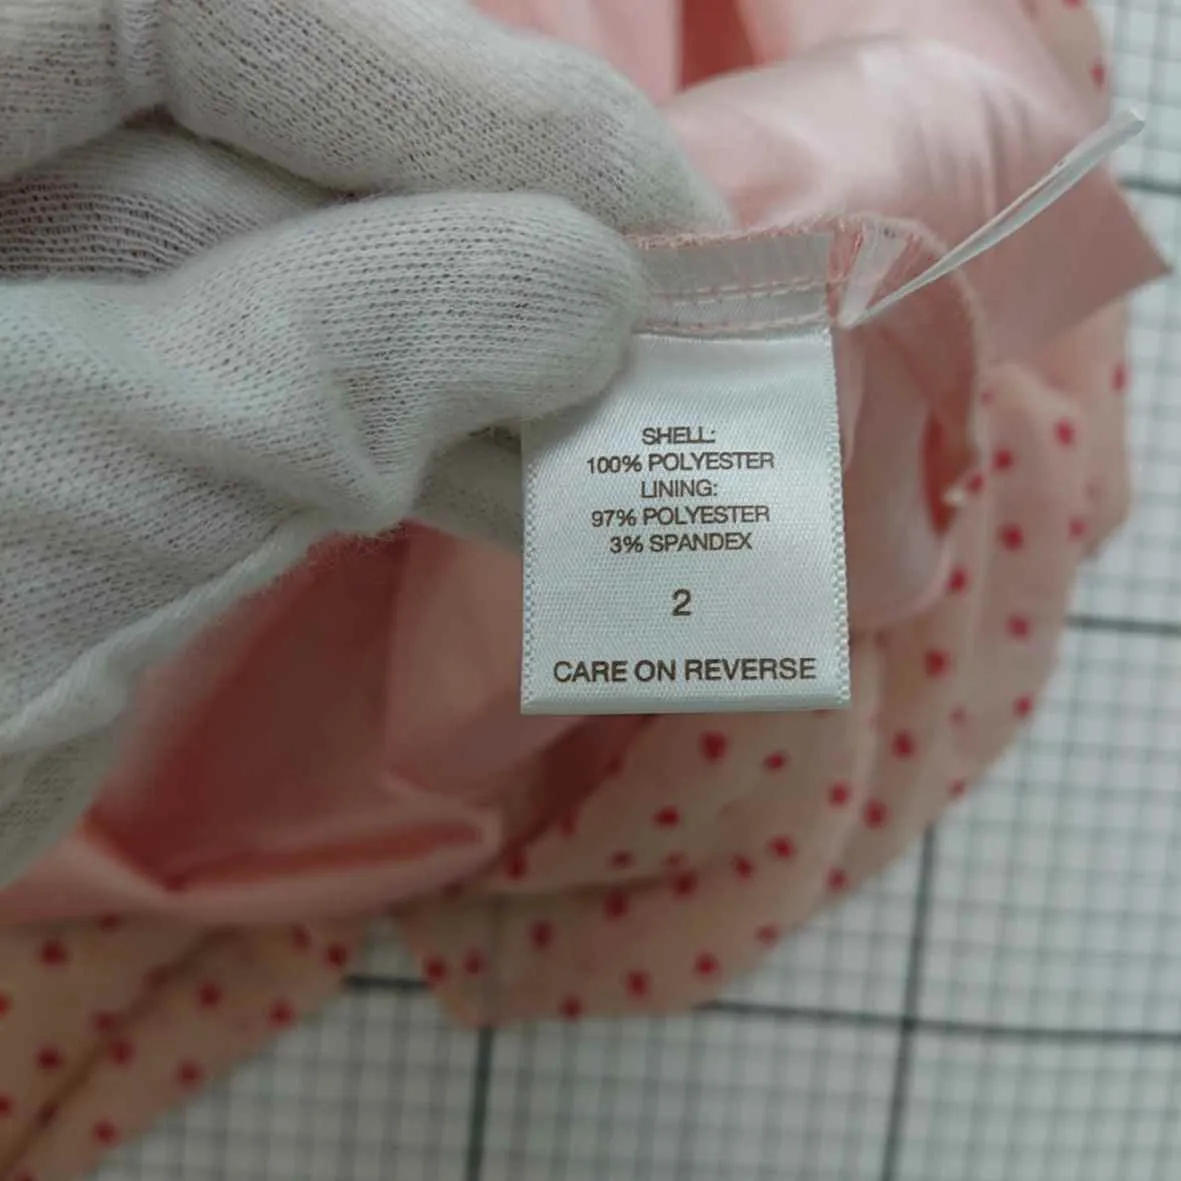 SHELL:
100% POLYESTER
LINING:
97% POLYESTER
3% SPANDEX
2
CARE ON REVERSE